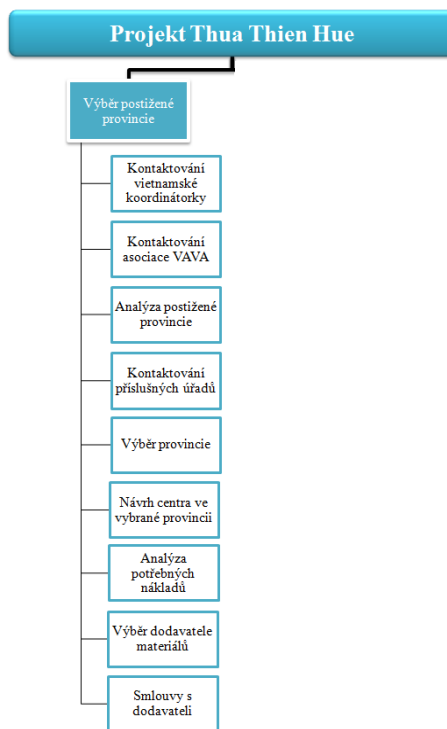 Projekt Thua Thien Hue
Výběr postižené
provincie
Kontaktování
vietnamské
koordinátorky
Kontaktování
asociace VAVA
Analýza postižené
provincie
Kontaktování
příslušných úřadů
Výběr provincie
Návrh centra ve
vybrané provincii
Analýza
potřebných
nákladů
Výběr dodavatele
materiálů
Smlouvy s
dodavateli